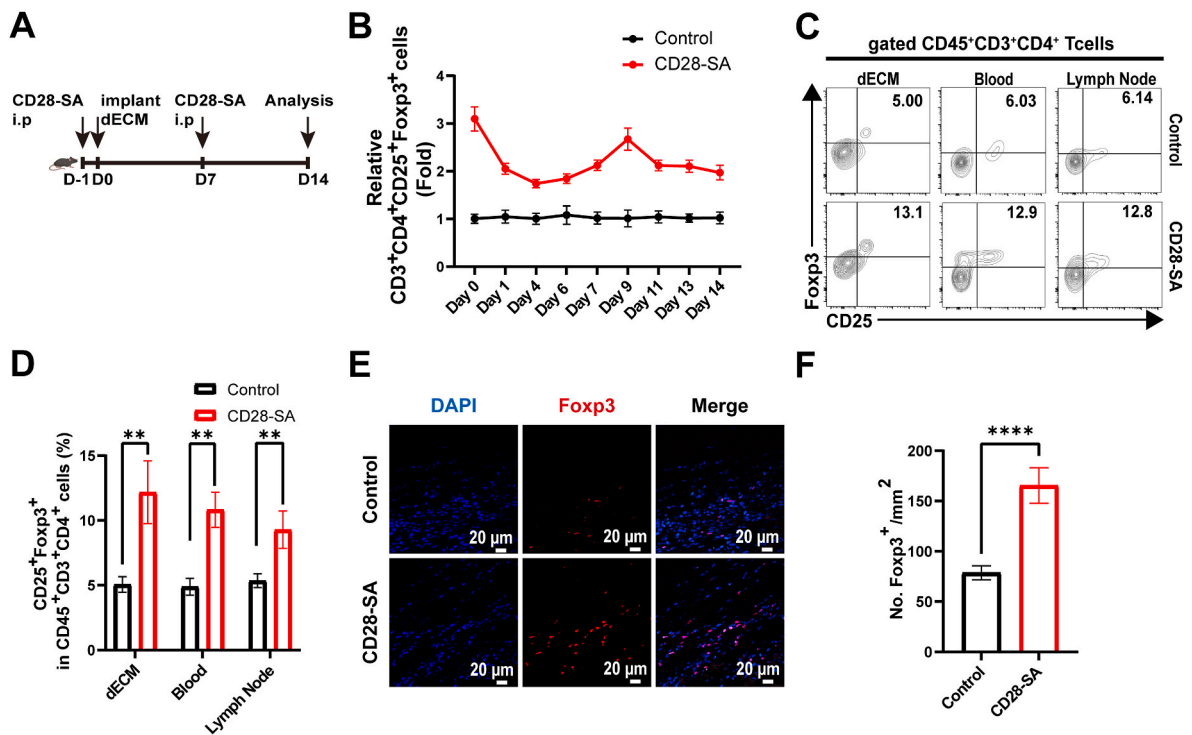 A
CD28-SA
i.p
implant
dECM
CD28-SA
i.p
Analysis
D-1
D0
D7
D14
B
Control
CD28-SA
Relative
CD3⁺CD4⁺CD25⁺Foxp3⁺ cells
(Fold)
4
3
2
1
0
Day 0
Day 1
Day 4
Day 6
Day 7
Day 9
Day 11
Day 13
Day 14
C
gated CD45⁺CD3⁺CD4⁺ Tcells
dECM
Blood
Lymph Node
5.00
6.03
6.14
Control
13.1
12.9
12.8
CD28-SA
Foxp3
CD25
D
Control
CD28-SA
CD25⁺Foxp3⁺
in CD45⁺CD3⁺CD4⁺ cells (%)
15
10
5
0
**
**
**
dECM
Blood
Lymph Node
E
DAPI
Foxp3
Merge
Control
20 μm
20 μm
20 μm
CD28-SA
20 μm
20 μm
20 μm
F
No. Foxp3⁺/mm²
200
150
100
50
0
****
Control
CD28-SA